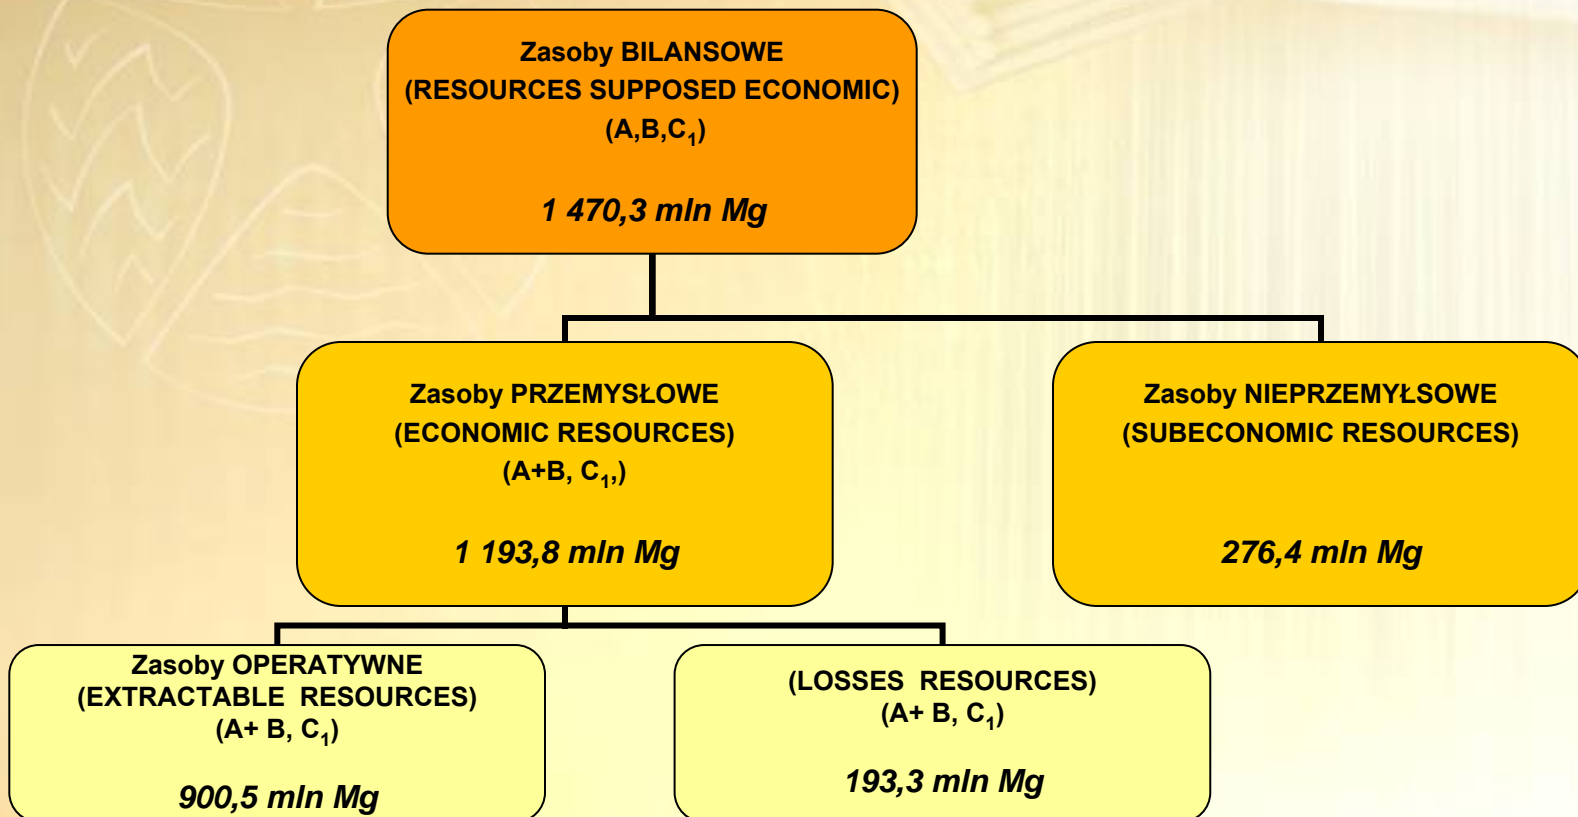 Zasoby BILANSOWE
(RESOURCES SUPPOSED ECONOMIC)
(A,B,C₁)
1 470,3 mln Mg
Zasoby PRZEMYSŁOWE
(ECONOMIC RESOURCES)
(A+B, C₁,)
1 193,8 mln Mg
Zasoby NIEPRZEMYŁSOWE
(SUBECONOMIC RESOURCES)
276,4 mln Mg
Zasoby OPERATYWNE
(EXTRACTABLE RESOURCES)
(A+ B, C₁)
900,5 mln Mg
(LOSSES RESOURCES)
(A+ B, C₁)
193,3 mln Mg